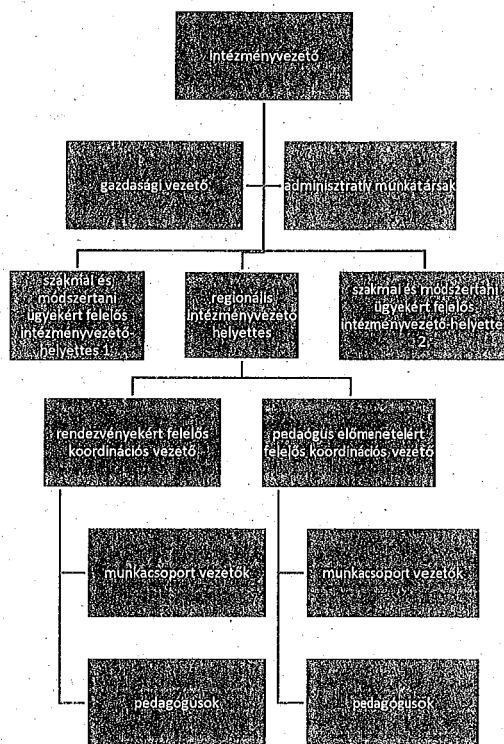 intézményvezető
gazdasági vezető
adminisztratív munkatársak
szakmai és
módszertani
ügyekért felelős
intézményvezető-
helyettes 1
regionális
intézményvezető
helyettes
szakmai és módszertani
ügyekért felelős
intézményvezető-helyettes
2
rendezvényekért felelős
koordinációs vezető
pedaógus előmenetelért
felelős koordinációs vezető
munkacsoport vezetők
munkacsoport vezetők
pedagógusok
pedagógusok